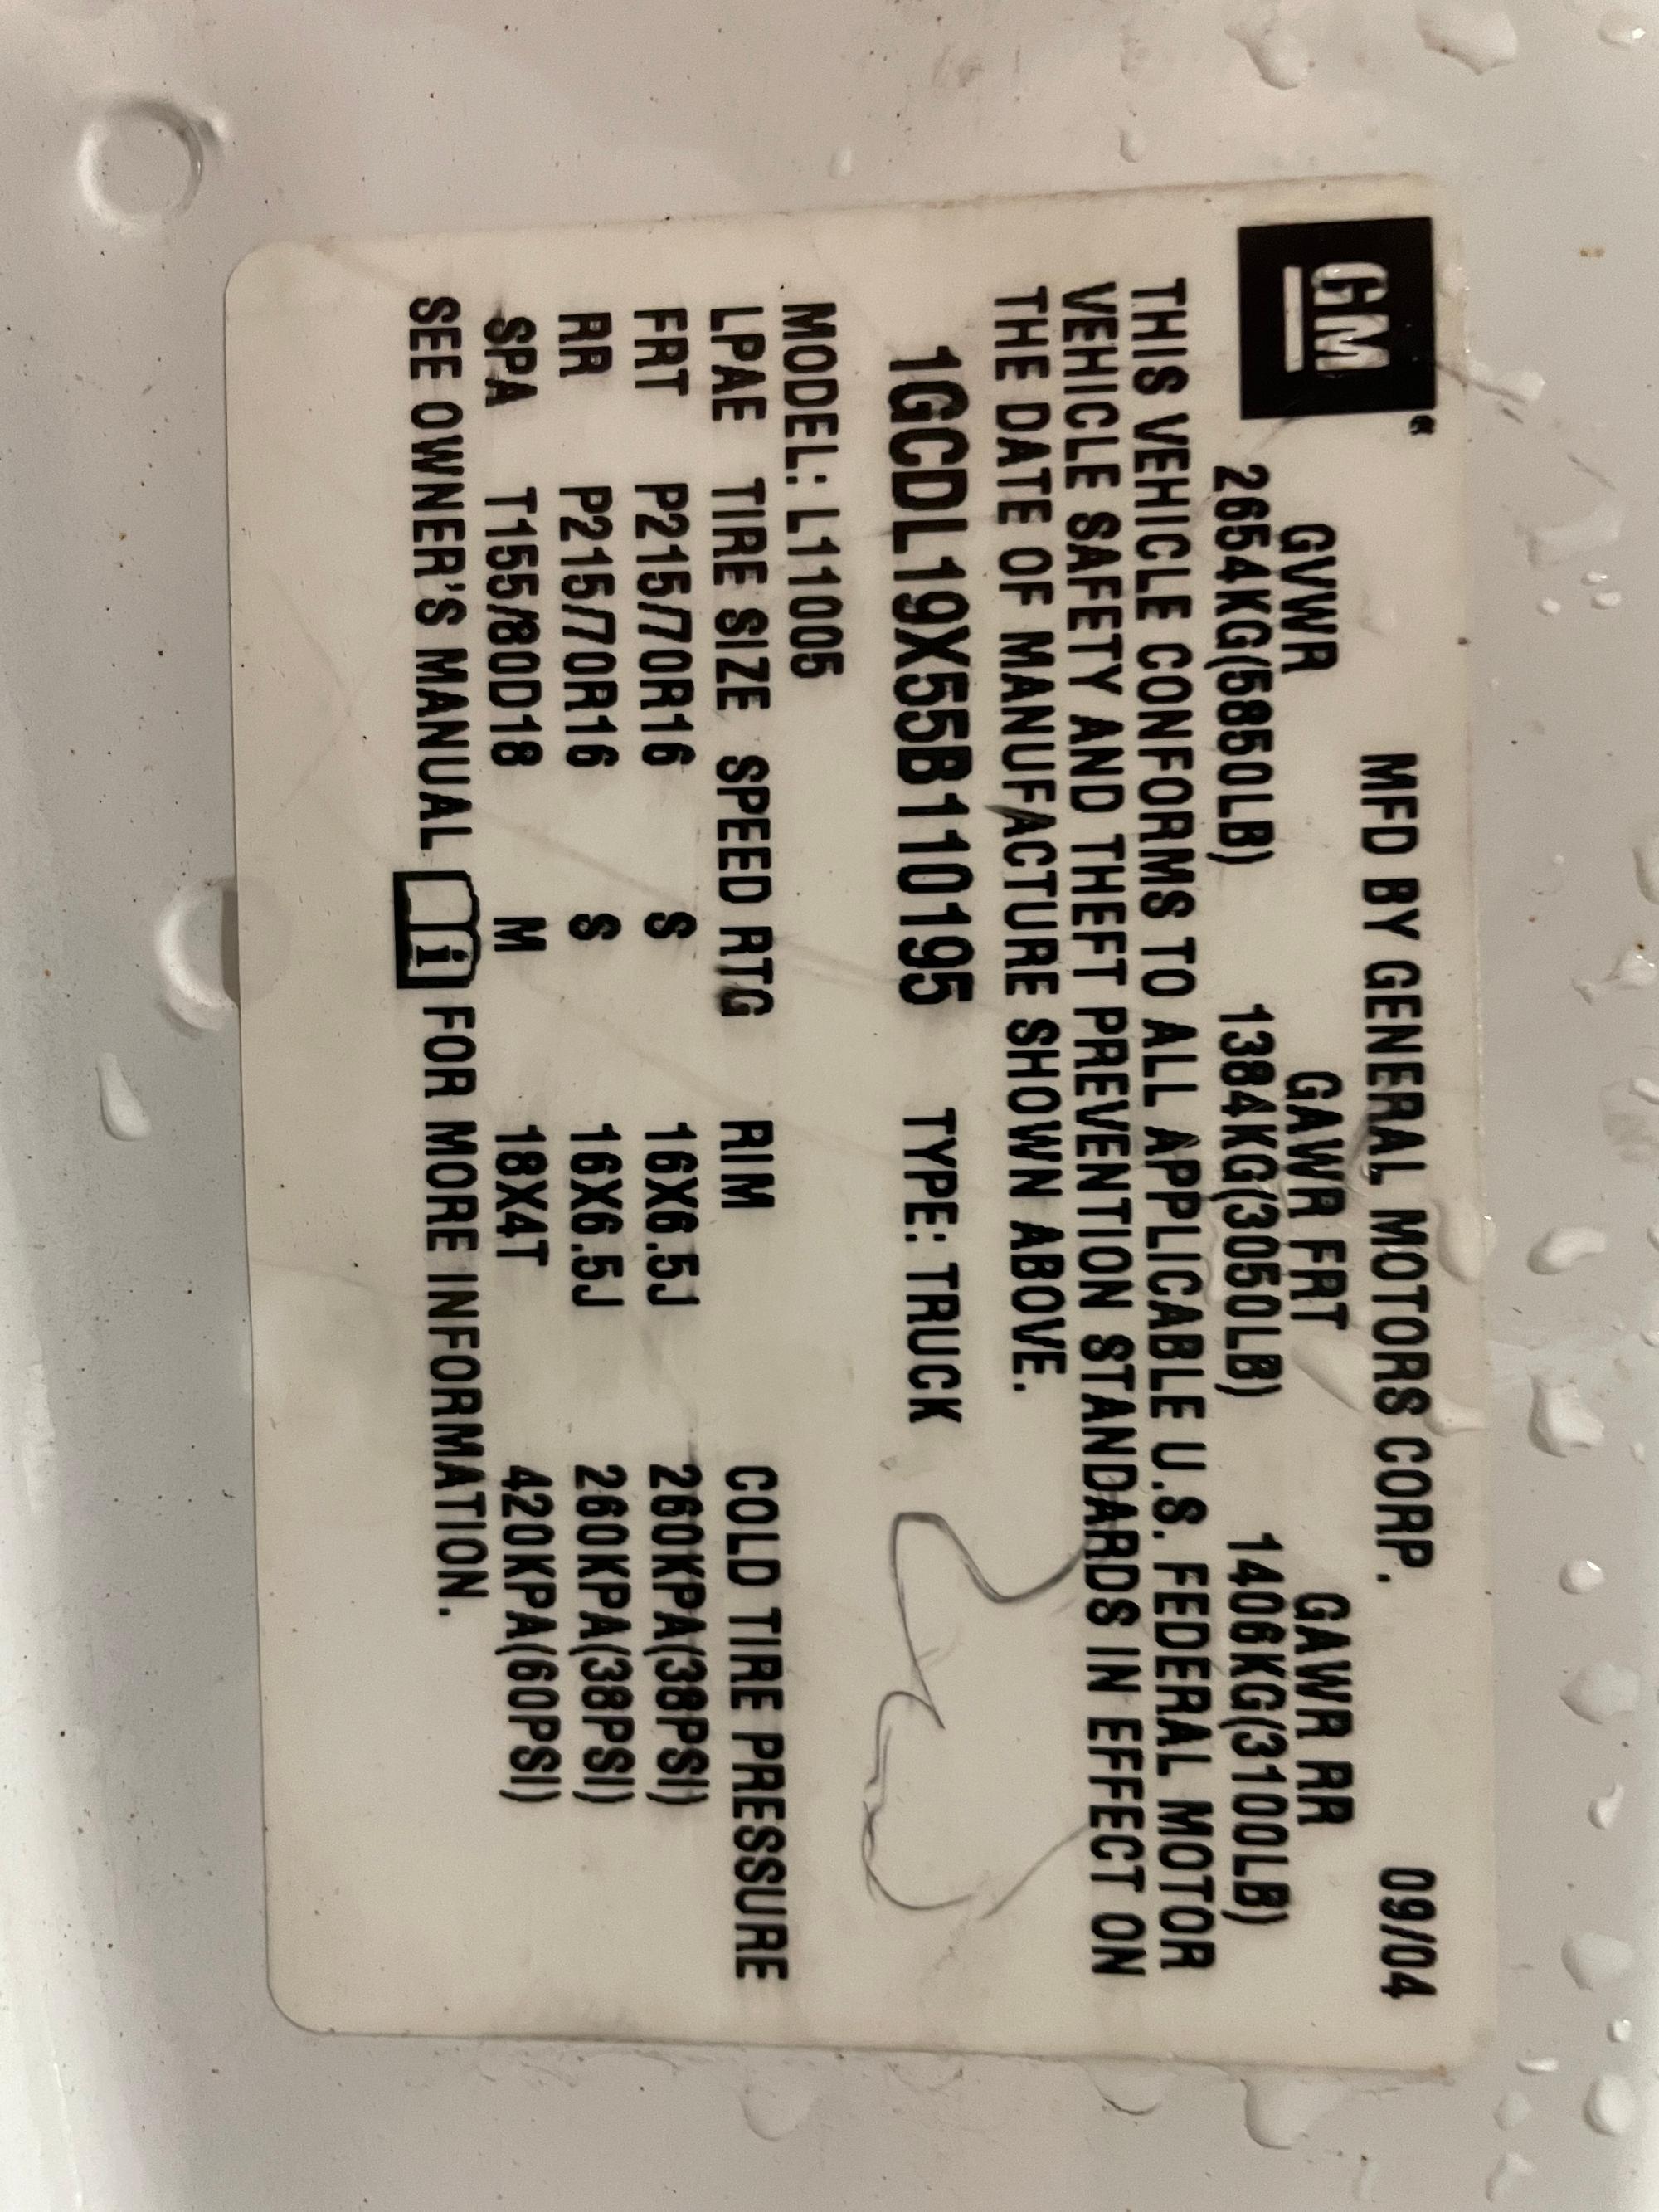 GM®
MFD BY GENERAL MOTORS CORP. 09/04
GVWR GAWR FRT GAWR RR
2654KG(5850LB) 1384KG(3050LB) 1406KG(3100LB)
THIS VEHICLE CONFORMS TO ALL APPLICABLE U.S. FEDERAL MOTOR
VEHICLE SAFETY AND THEFT PREVENTION STANDARDS IN EFFECT ON
THE DATE OF MANUFACTURE SHOWN ABOVE.
1GCDL19X55B110195 TYPE: TRUCK
MODEL: L11005
LPAE TIRE SIZE SPEED RTG RIM COLD TIRE PRESSURE
FRT P215/70R16 S 16X6.5J 260KPA(38PSI)
RR P215/70R16 S 16X6.5J 260KPA(38PSI)
SPA T155/80D18 M 18X4T 420KPA(60PSI)
SEE OWNER'S MANUAL i FOR MORE INFORMATION.